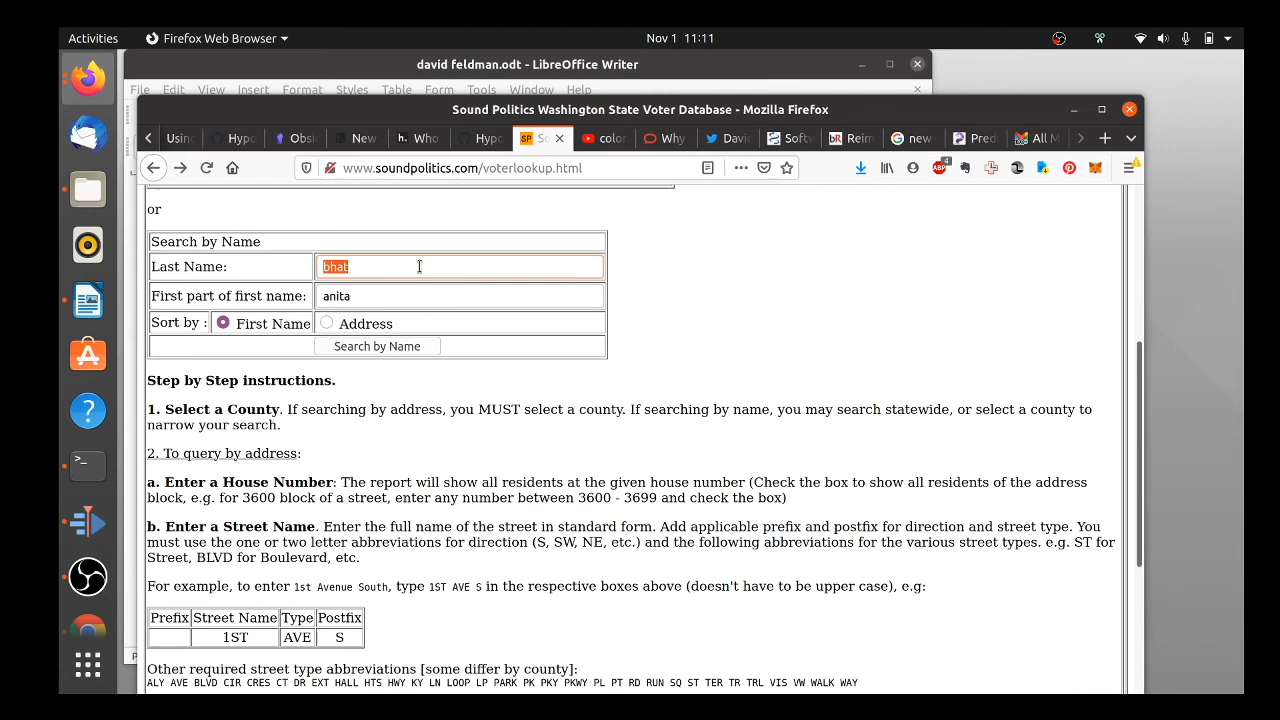 Activities
Firefox Web Browser
Nov 1 11:11
david feldman.odt - LibreOffice Writer
File Edit View Insert Format Styles Table Form Tools Window Help
Sound Politics Washington State Voter Database - Mozilla Firefox
Using
Hypo
Obsi
New
Who
Hypo
So
color
Why
Davi
Softv
Reim
new
Pred
All M
www.soundpolitics.com/voterlookup.html
4
or
Search by Name
Last Name: bhat
First part of first name: anita
Sort by : First Name Address
Search by Name
Step by Step instructions.
1. Select a County. If searching by address, you MUST select a county. If searching by name, you may search statewide, or select a county to
narrow your search.
2. To query by address:
a. Enter a House Number: The report will show all residents at the given house number (Check the box to show all residents of the address
block, e.g. for 3600 block of a street, enter any number between 3600 - 3699 and check the box)
b. Enter a Street Name. Enter the full name of the street in standard form. Add applicable prefix and postfix for direction and street type. You
must use the one or two letter abbreviations for direction (S, SW, NE, etc.) and the following abbreviations for the various street types. e.g. ST for
Street, BLVD for Boulevard, etc.
For example, to enter 1st Avenue South, type 1ST AVE S in the respective boxes above (doesn't have to be upper case), e.g:
Prefix Street Name Type Postfix
1ST AVE S
Other required street type abbreviations [some differ by county]:
ALY AVE BLVD CIR CRES CT DR EXT HALL HTS HWY KY LN LOOP LP PARK PK PKY PKWY PL PT RD RUN SQ ST TER TR TRL VIS VW WALK WAY